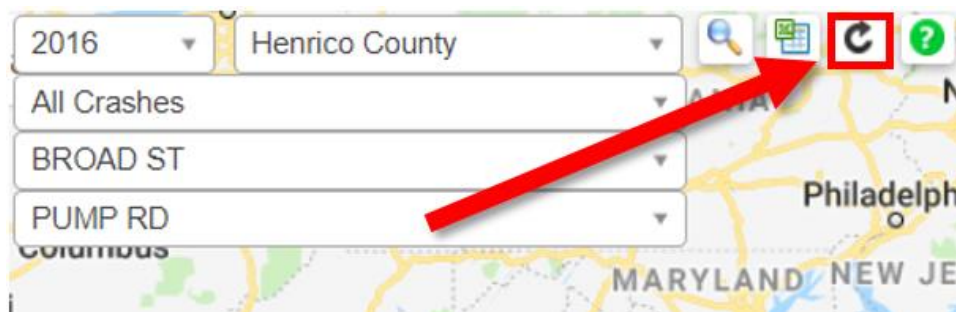 2016 Henrico County ?
All Crashes
BROAD ST
PUMP RD
Philadelph
Columbus
MARYLAND NEW JE